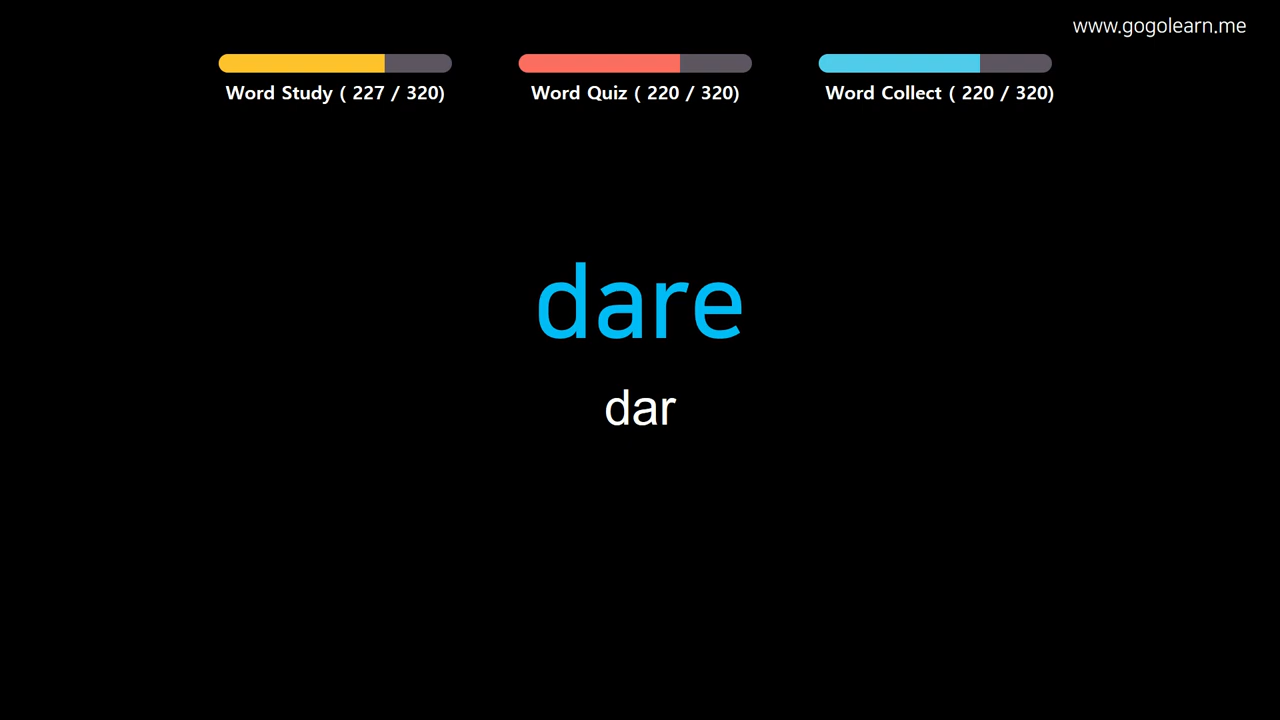 www.gogolearn.me
Word Study ( 227 / 320)
Word Quiz ( 220 / 320)
Word Collect ( 220 / 320)
dare
dar